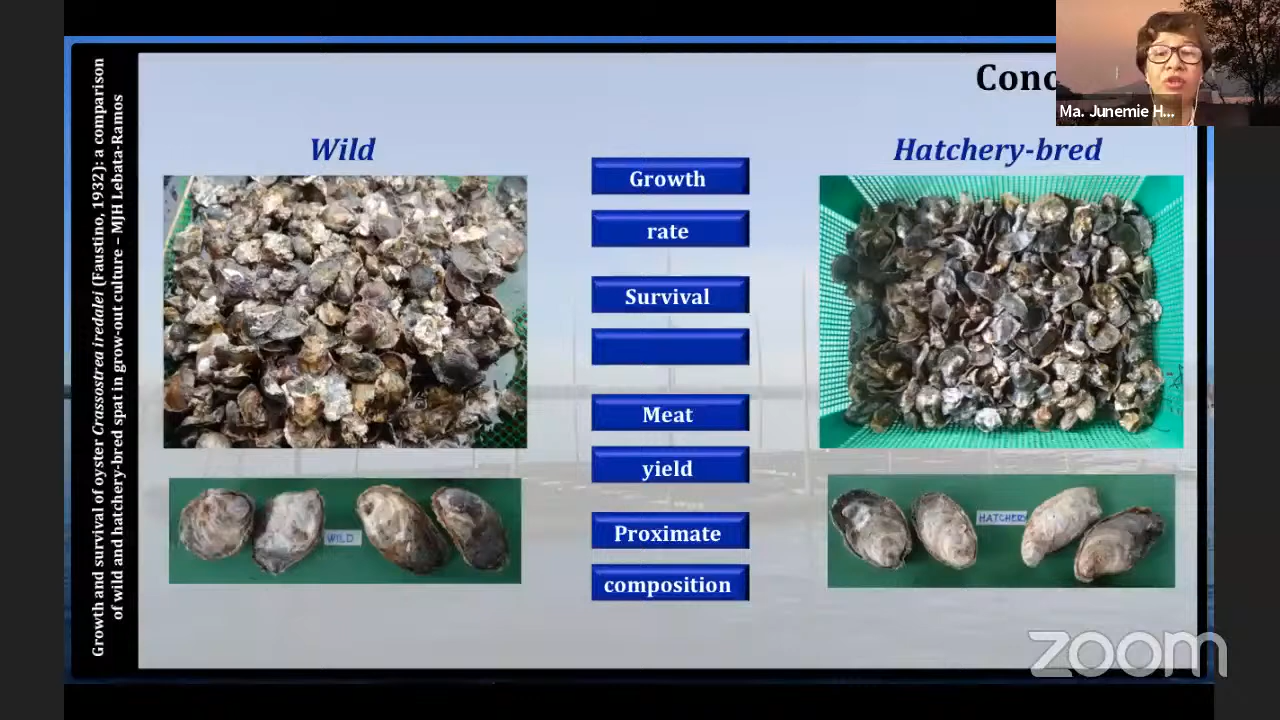 Growth and survival of oyster Crassostrea iredalei (Faustino, 1932): a comparison
of wild and hatchery-bred spat in grow-out culture – MJH Lebata-Ramos
Conc
Ma. Junemie H...
Wild
Hatchery-bred
Growth
rate
Survival
Meat
yield
Proximate
composition
WILD
HATCHERY
zoom